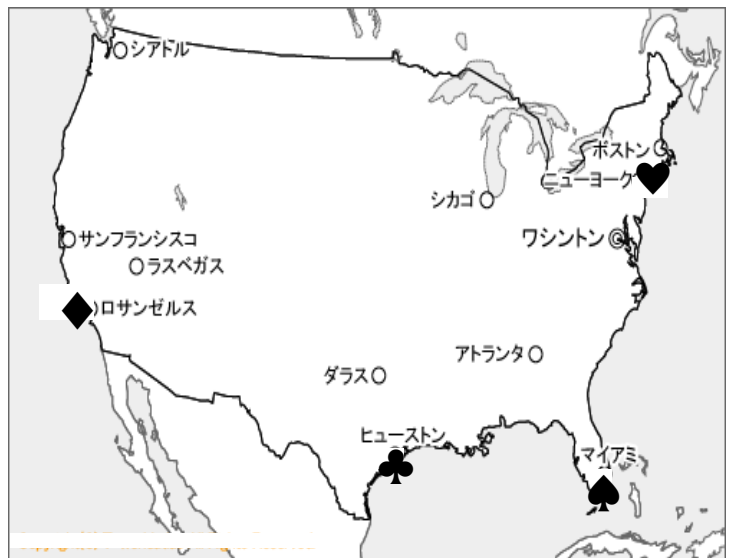 シアトル
ボストン
ニューヨーク
シカゴ
サンフランシスコ
ワシントン
ラスベガス
ロサンゼルス
アトランタ
ダラス
ヒューストン
マイアミ